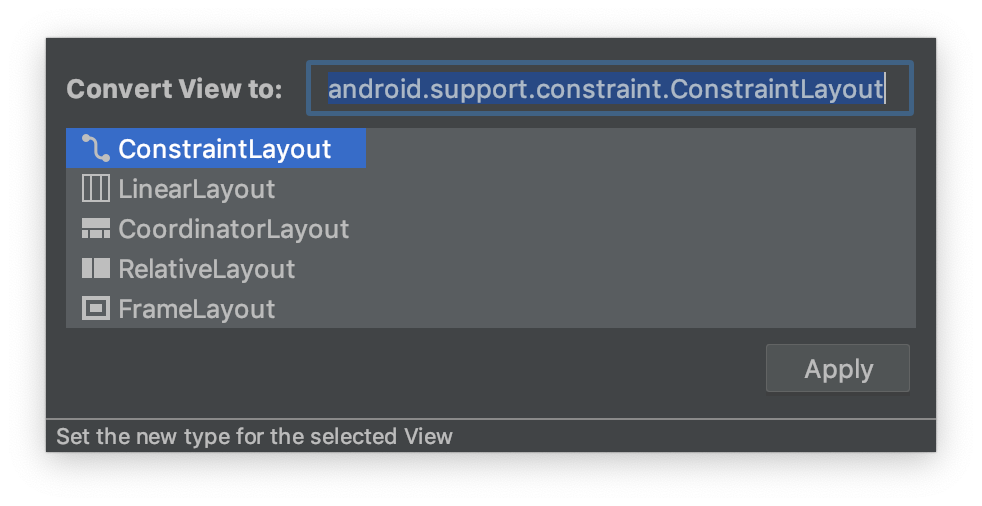 Convert View to: android.support.constraint.ConstraintLayout
ConstraintLayout
LinearLayout
CoordinatorLayout
RelativeLayout
FrameLayout
Apply
Set the new type for the selected View